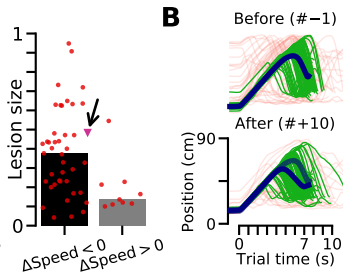 B
Before (#−1)
1
Lesion size
0
ΔSpeed < 0
ΔSpeed > 0
After (#+10)
90
Position (cm)
0
0 7 10
Trial time (s)